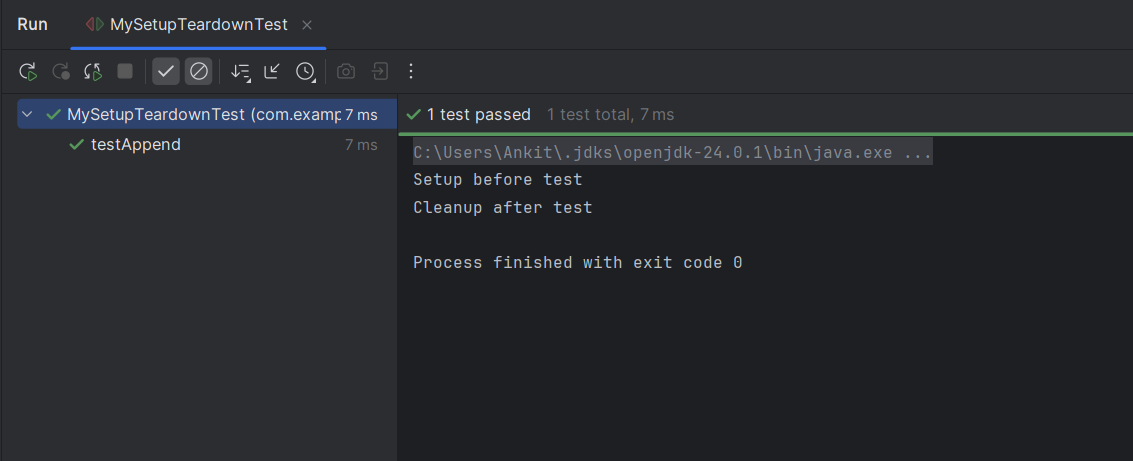 Run MySetupTeardownTest
MySetupTeardownTest (com.examp 7 ms
testAppend 7 ms
1 test passed 1 test total, 7 ms
C:\Users\Ankit\.jdks\openjdk-24.0.1\bin\java.exe ...
Setup before test
Cleanup after test
Process finished with exit code 0